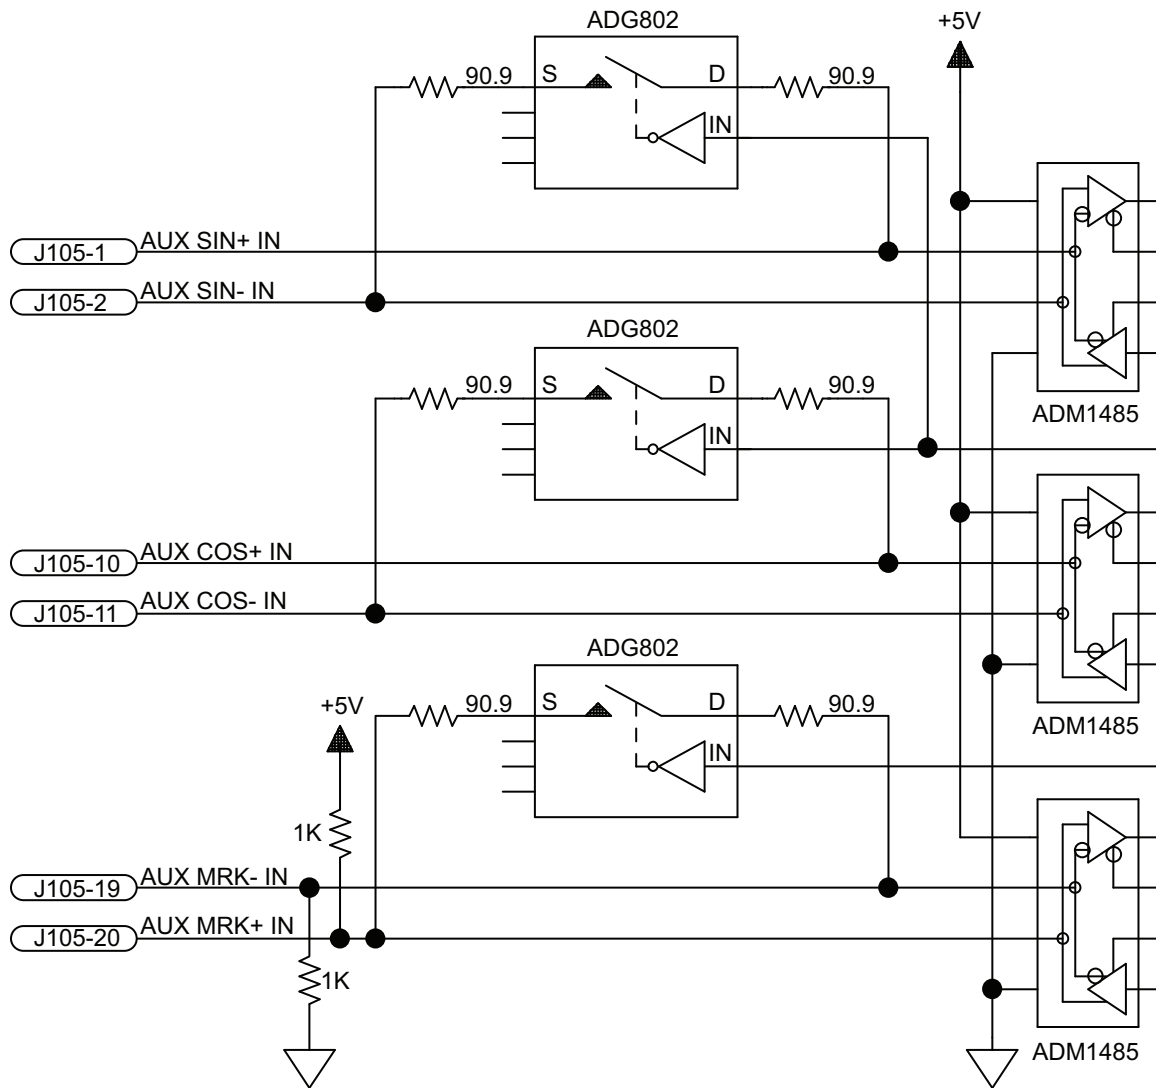 ADG802
+5V
90.9 S D 90.9
IN
J105-1 AUX SIN+ IN
J105-2 AUX SIN- IN
ADG802
90.9 S D 90.9
ADM1485
IN
J105-10 AUX COS+ IN
J105-11 AUX COS- IN
ADG802
+5V 90.9 S D 90.9
ADM1485
IN
1K
J105-19 AUX MRK- IN
J105-20 AUX MRK+ IN
1K
ADM1485